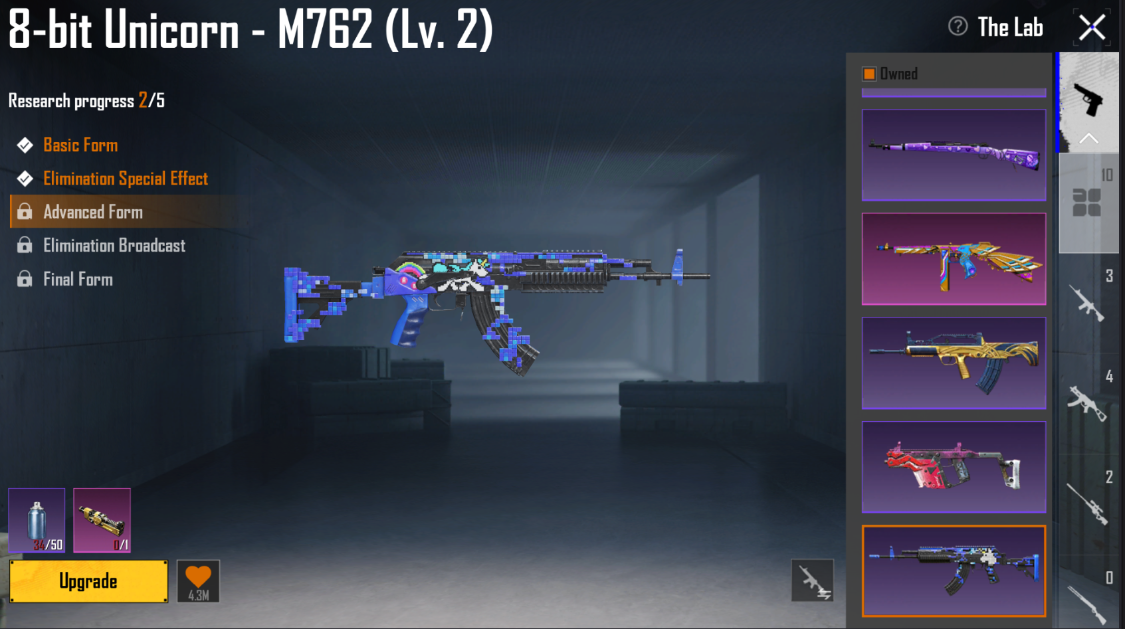 8-bit Unicorn - M762 (Lv. 2)
The Lab
Owned
Research progress 2/5
Basic Form
Elimination Special Effect
Advanced Form
Elimination Broadcast
Final Form
10
3
4
2
0
34/50
0/1
Upgrade
4.3M